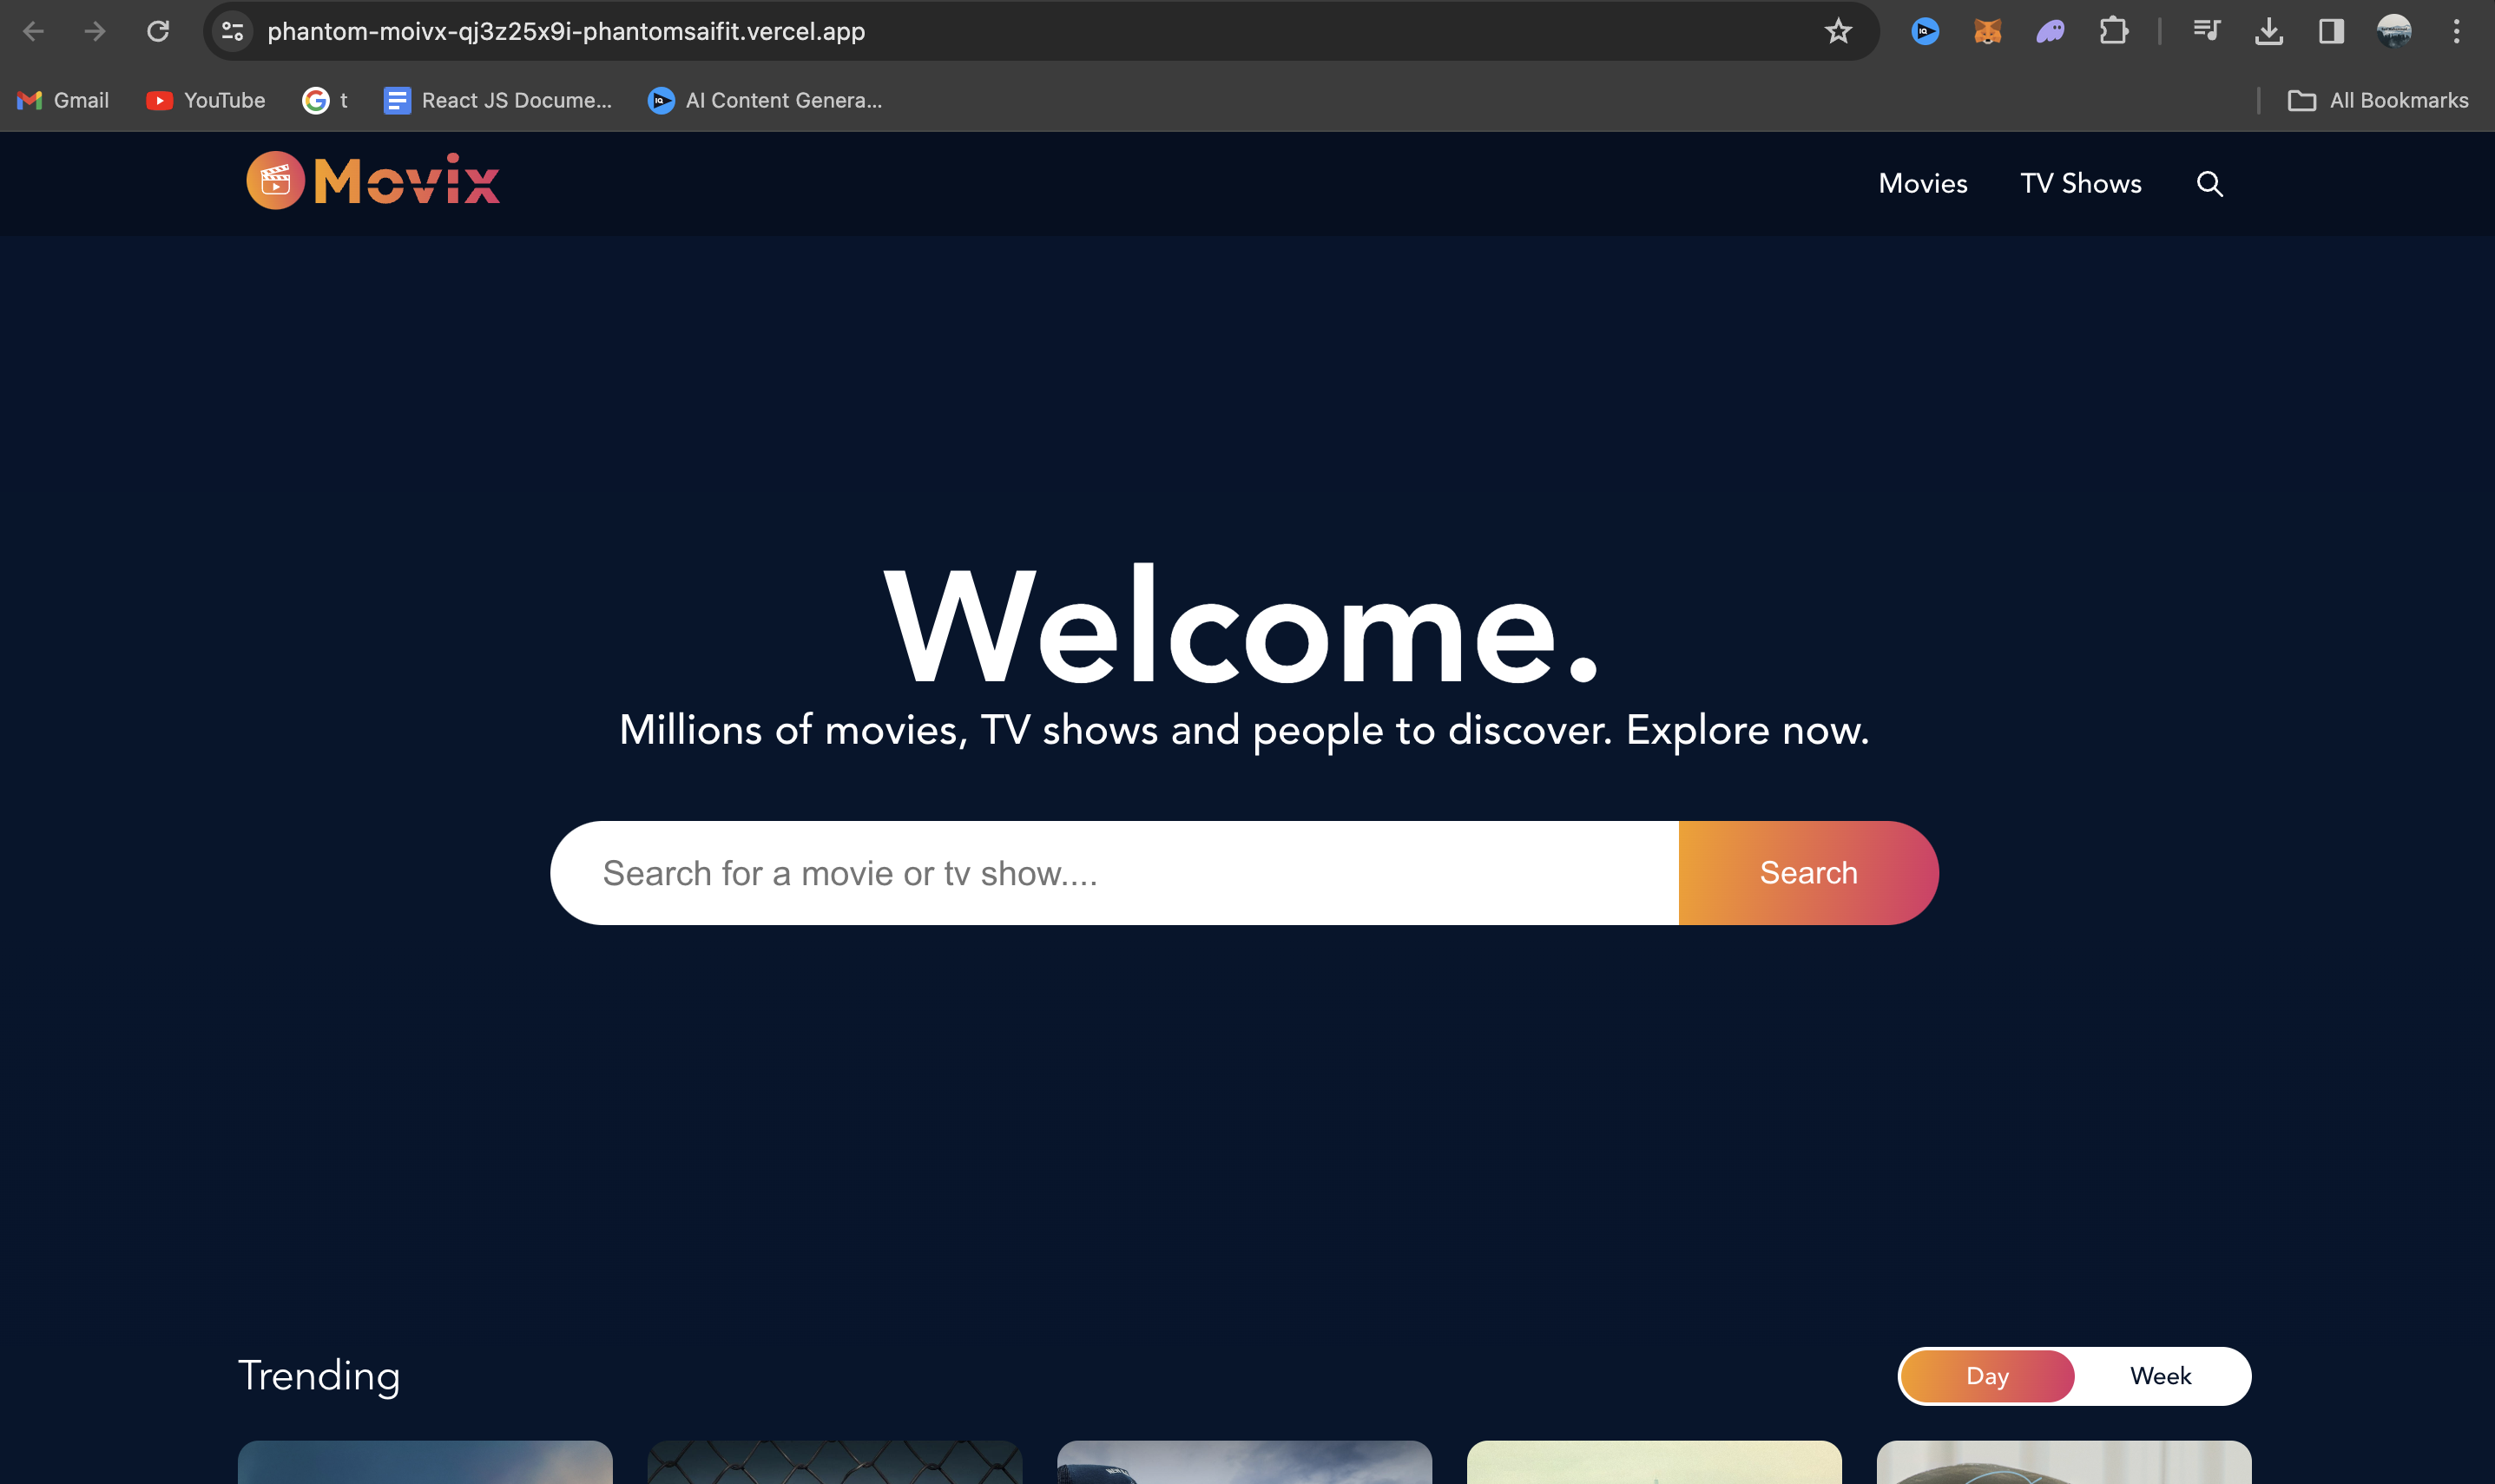 phantom-moivx-qj3z25x9i-phantomsaifit.vercel.app
Gmail YouTube t React JS Docume... AI Content Genera... All Bookmarks
Movix Movies TV Shows
Welcome.
Millions of movies, TV shows and people to discover. Explore now.
Search for a movie or tv show.... Search
Trending Day Week